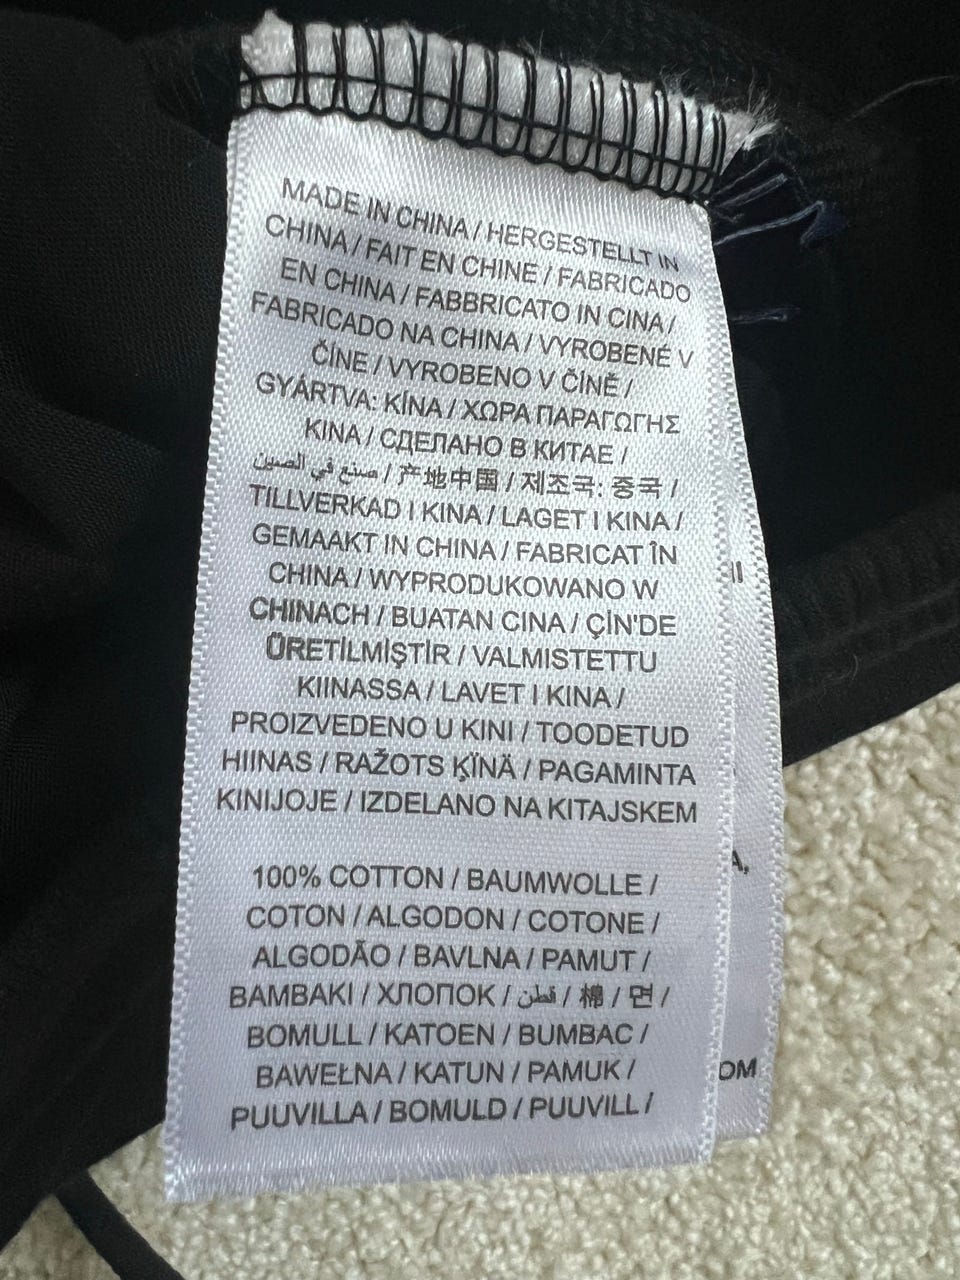 MADE IN CHINA / HERGESTELLT IN
CHINA / FAIT EN CHINE / FABRICADO
EN CHINA / FABBRICATO IN CINA /
FABRICADO NA CHINA / VYROBENÉ V
ČÍNE / VYROBENO V ČÍNĚ /
GYÁRTVA: KÍNA / ΧΩΡΑ ΠΑΡΑΓΩΓΗΣ
KINA / СДЕЛАНО В КИТАЕ /
صنع في الصين / 产地中国 / 제조국: 중국 /
TILLVERKAD I KINA / LAGET I KINA /
GEMAAKT IN CHINA / FABRICAT ÎN
CHINA / WYPRODUKOWANO W
CHINACH / BUATAN CINA / ÇİN'DE
ÜRETİLMİŞTİR / VALMISTETTU
KIINASSA / LAVET I KINA /
PROIZVEDENO U KINI / TOODETUD
HIINAS / RAŽOTS ĶĪNĀ / PAGAMINTA
KINIJOJE / IZDELANO NA KITAJSKEM
100% COTTON / BAUMWOLLE /
COTON / ALGODON / COTONE /
ALGODÃO / BAVLNA / PAMUT /
BAMBAKI / ХЛОПОК / قطن / 棉 / 면 /
BOMULL / KATOEN / BUMBAC /
BAWEŁNA / KATUN / PAMUK /
PUUVILLA / BOMULD / PUUVILL /
A,
OM